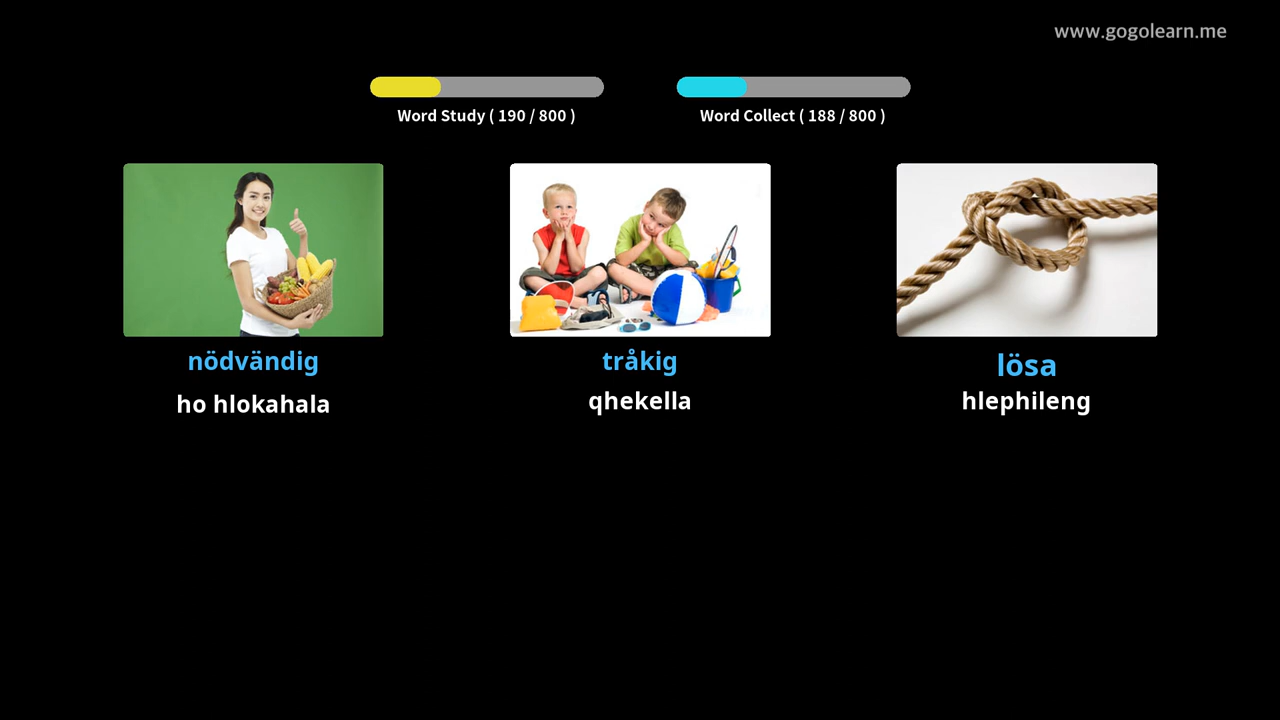 www.gogolearn.me
Word Study ( 190 / 800 )
Word Collect ( 188 / 800 )
nödvändig
ho hlokahala
tråkig
qhekella
lösa
hlephileng